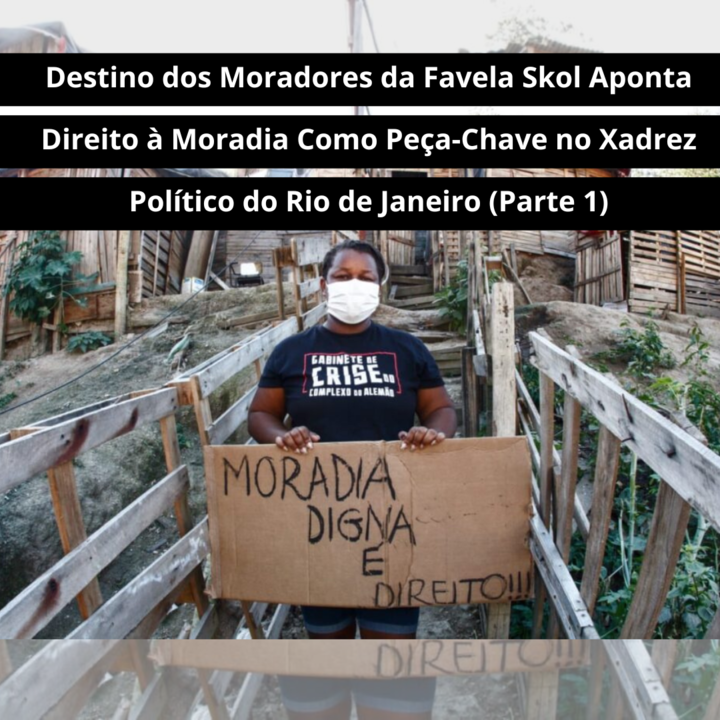 Destino dos Moradores da Favela Skol Aponta
Direito à Moradia Como Peça-Chave no Xadrez
Político do Rio de Janeiro (Parte 1)
GABINETE DE
CRISE DO
COMPLEXO DO ALEMÃO
MORADIA
DIGNA
E
DIREITO!!!
DIREITO!!!